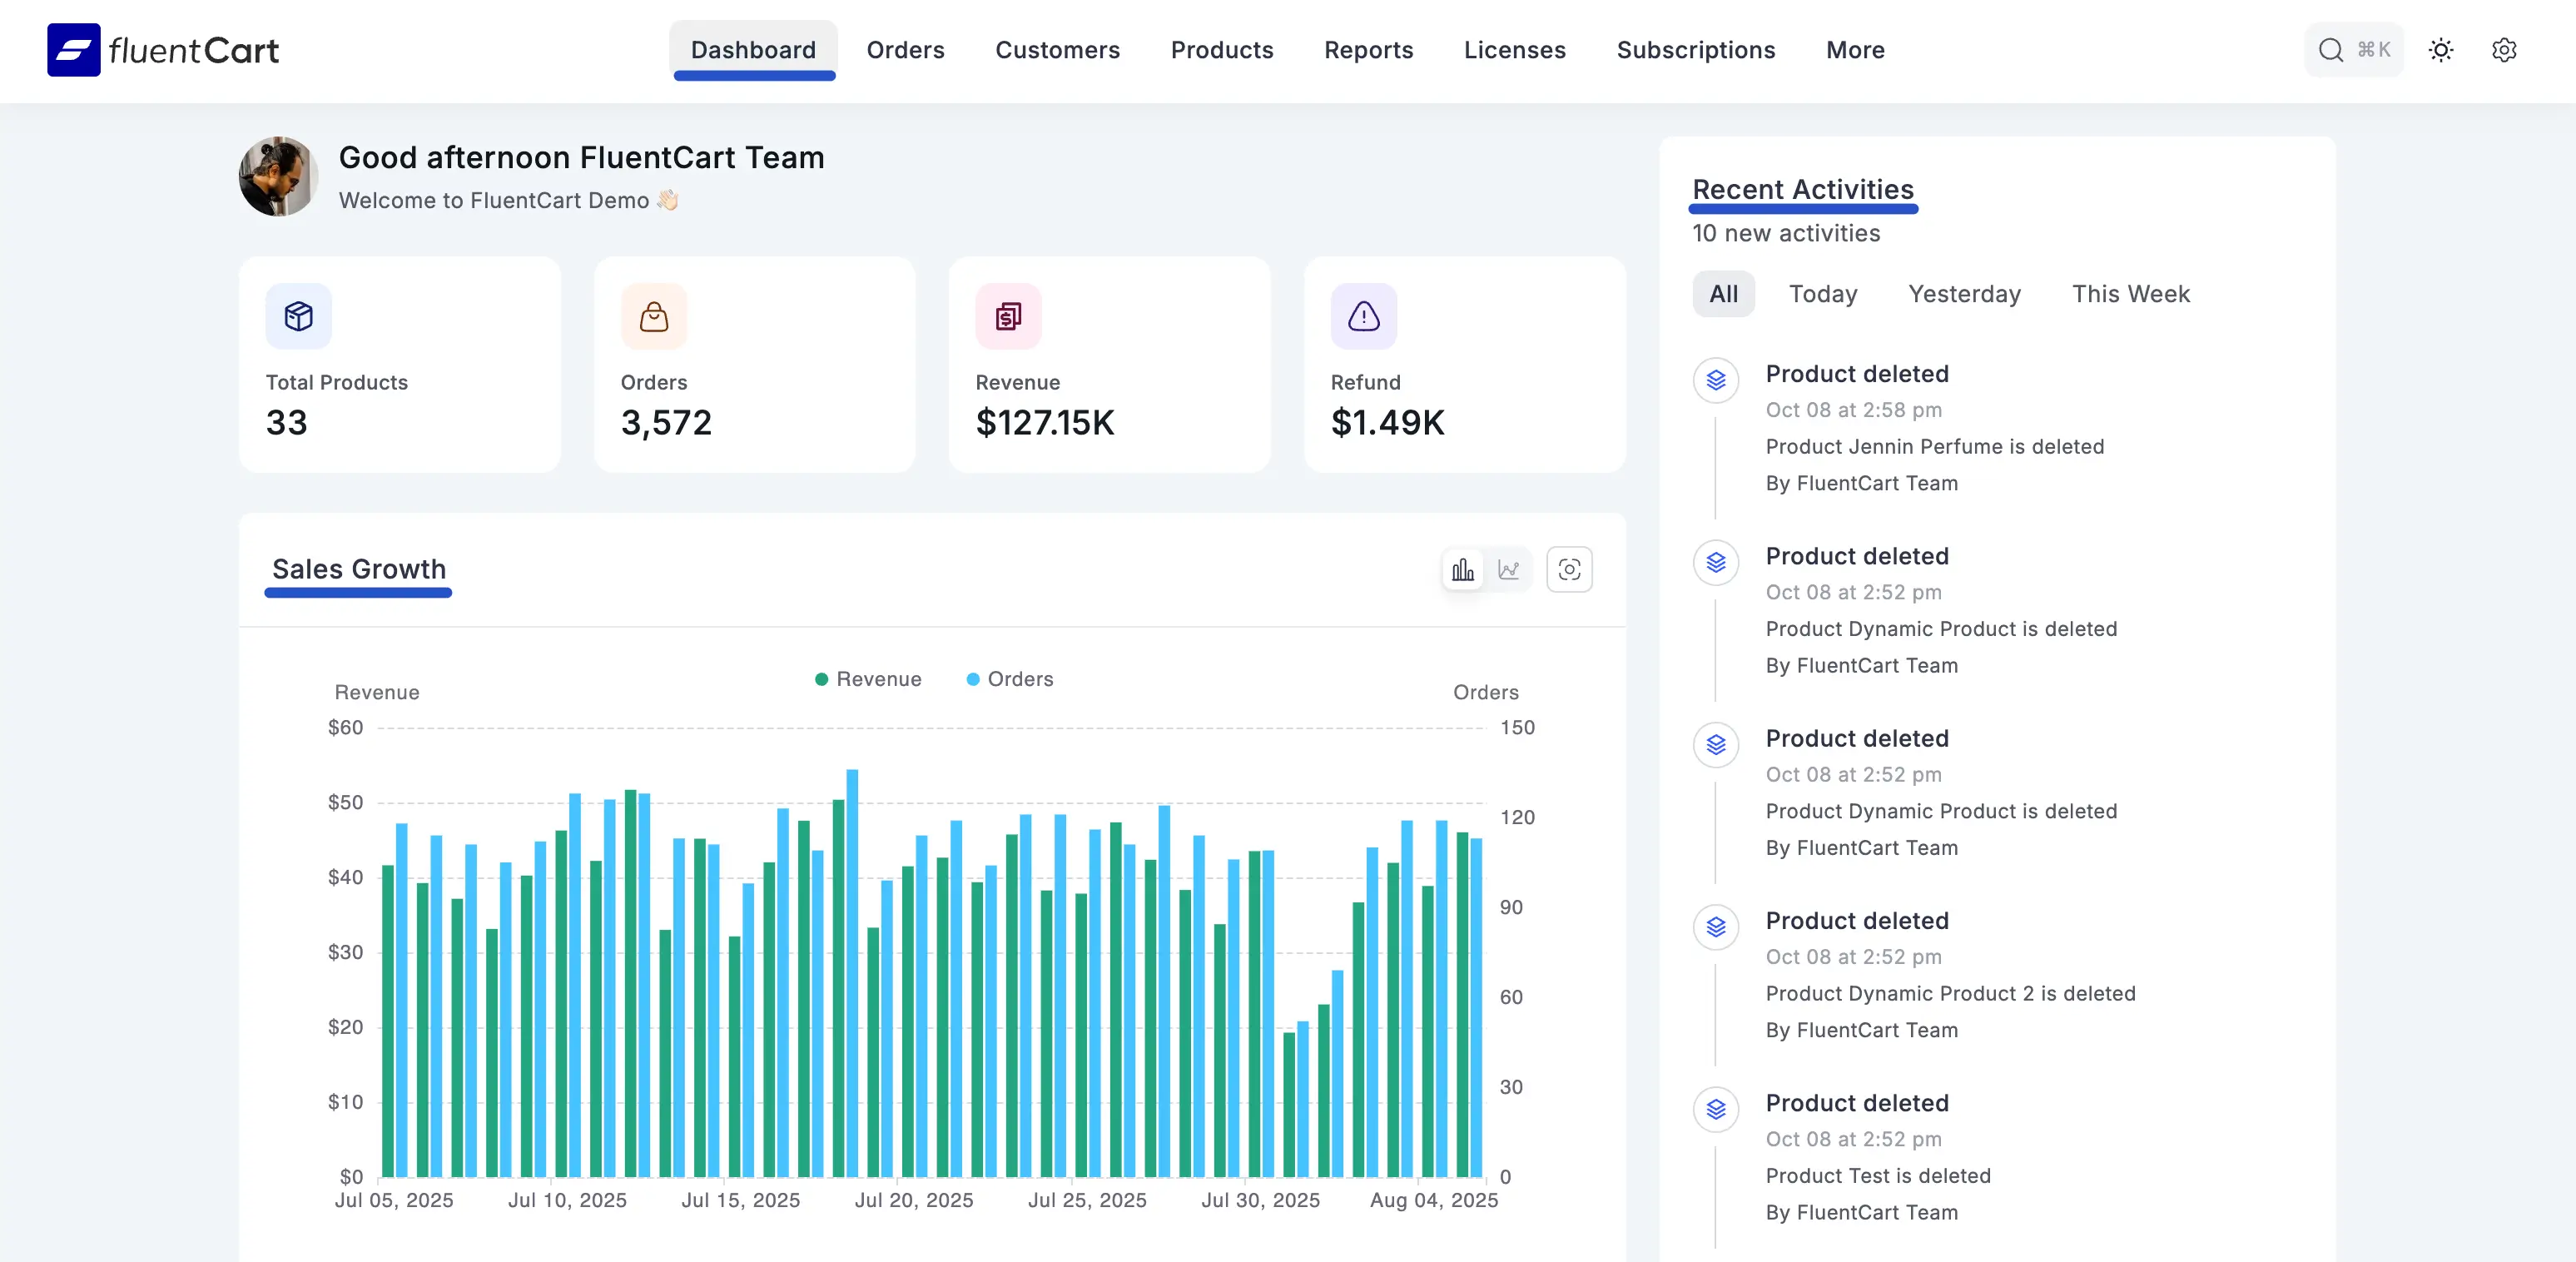 fluentCart
Dashboard
Orders
Customers
Products
Reports
Licenses
Subscriptions
More
⌘K
Good afternoon FluentCart Team
Welcome to FluentCart Demo 👋🏻
Total Products
33
Orders
3,572
Revenue
$127.15K
Refund
$1.49K
Sales Growth
Revenue
Orders
Revenue
Orders
$60
$50
$40
$30
$20
$10
$0
150
120
90
60
30
0
Jul 05, 2025
Jul 10, 2025
Jul 15, 2025
Jul 20, 2025
Jul 25, 2025
Jul 30, 2025
Aug 04, 2025
Recent Activities
10 new activities
All
Today
Yesterday
This Week
Product deleted
Oct 08 at 2:58 pm
Product Jennin Perfume is deleted
By FluentCart Team
Product deleted
Oct 08 at 2:52 pm
Product Dynamic Product is deleted
By FluentCart Team
Product deleted
Oct 08 at 2:52 pm
Product Dynamic Product is deleted
By FluentCart Team
Product deleted
Oct 08 at 2:52 pm
Product Dynamic Product 2 is deleted
By FluentCart Team
Product deleted
Oct 08 at 2:52 pm
Product Test is deleted
By FluentCart Team